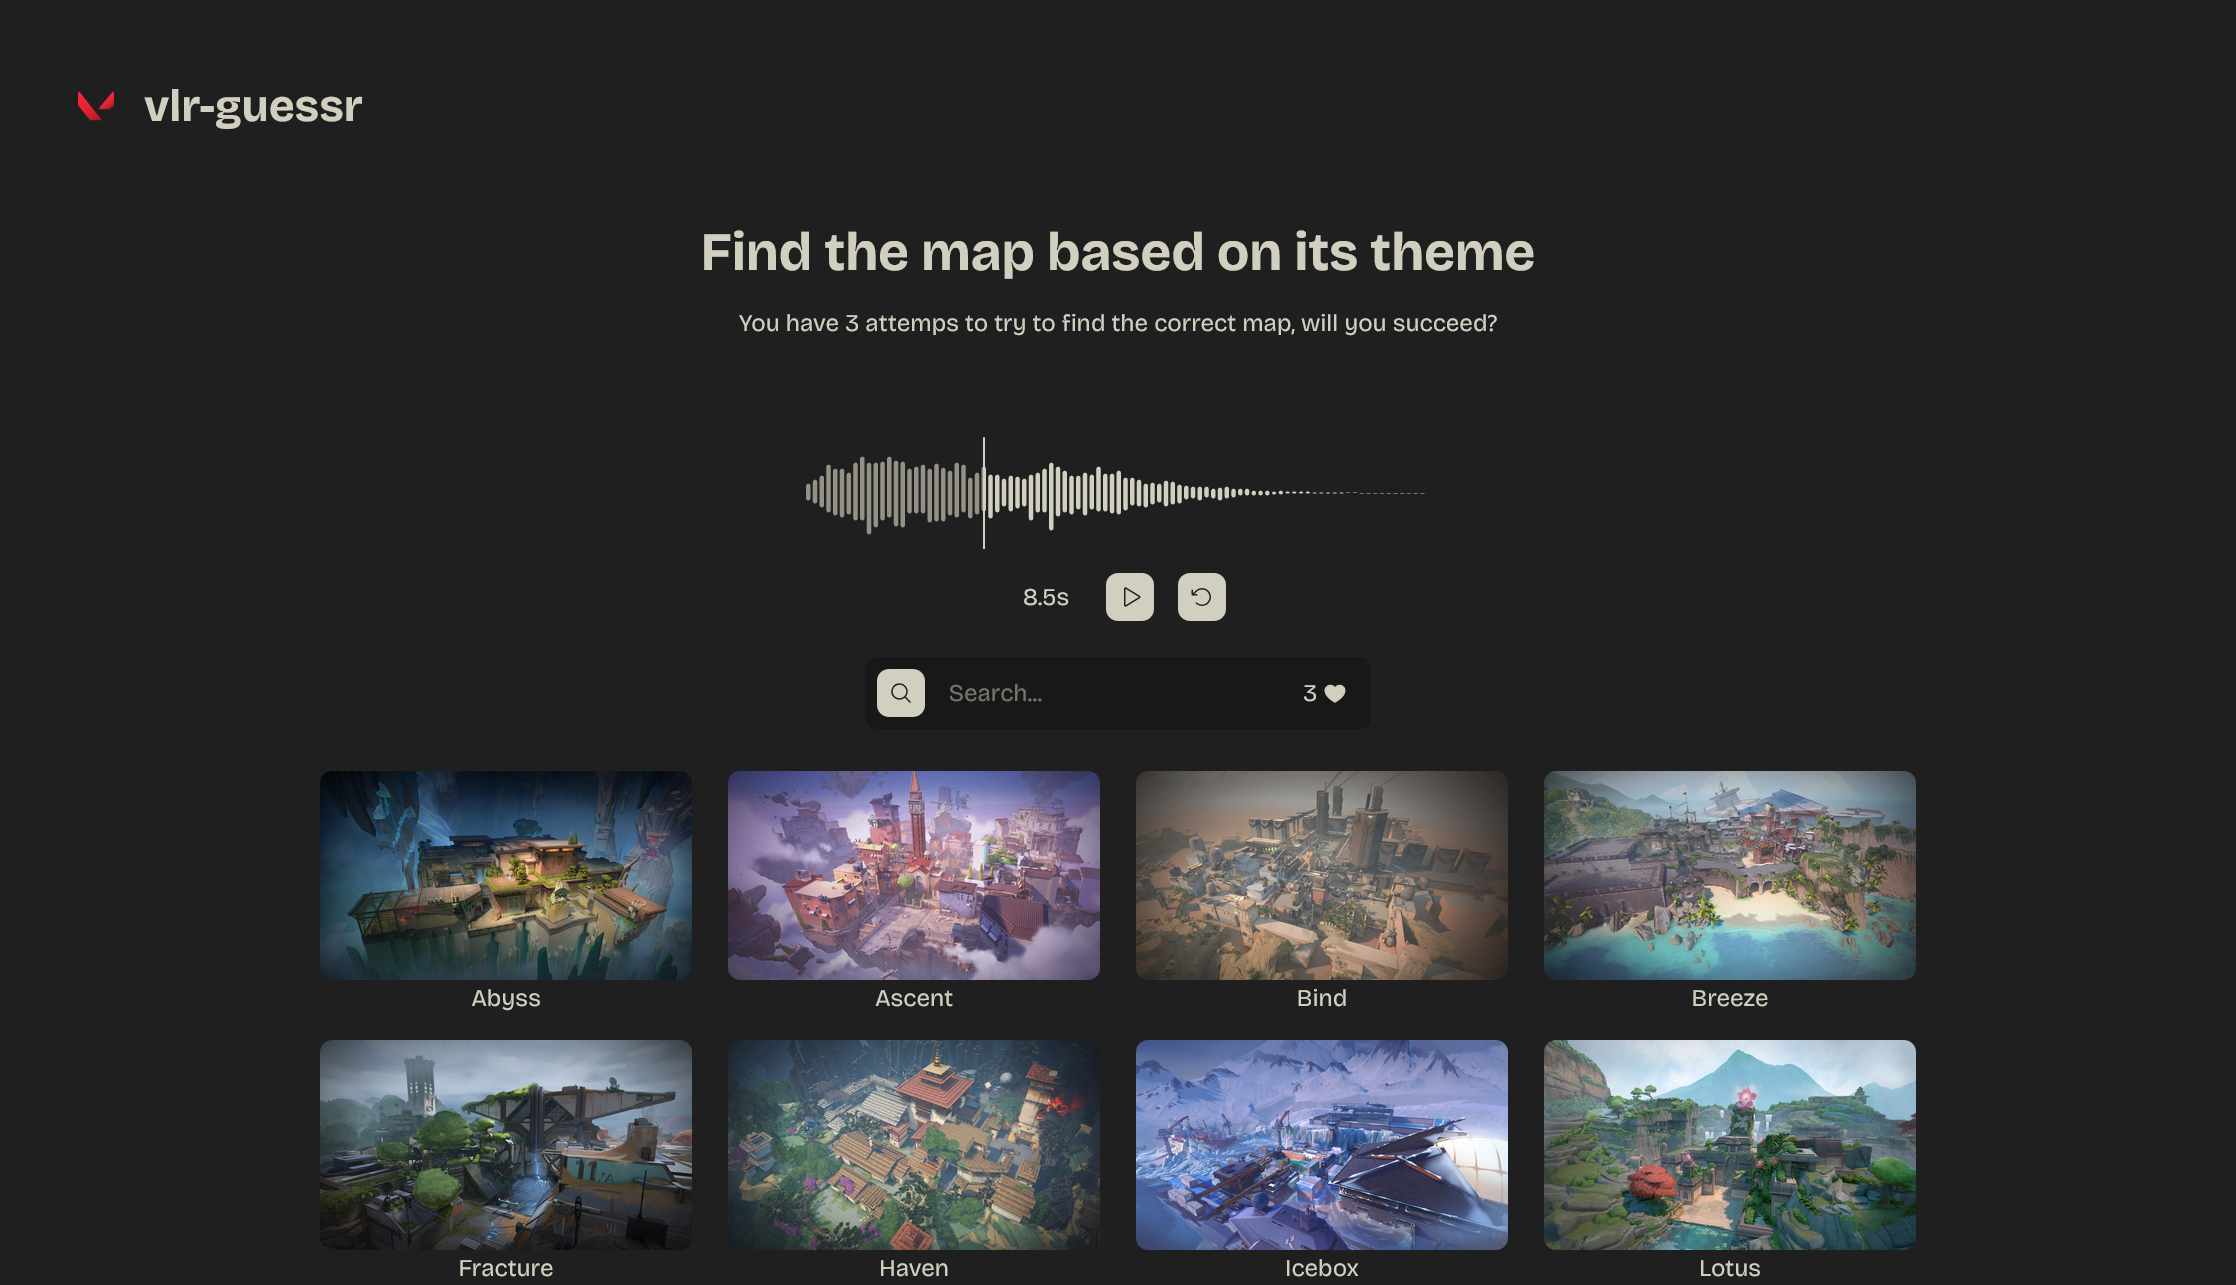 vlr-guessr
Find the map based on its theme
You have 3 attemps to try to find the correct map, will you succeed?
8.5s
Search...
3
Abyss
Ascent
Bind
Breeze
Fracture
Haven
Icebox
Lotus